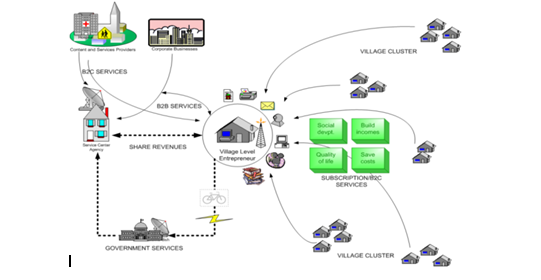 Content and Services Providers
Corporate Businesses
VILLAGE CLUSTER
B2C SERVICES
B2B SERVICES
Service Center
Agency
SHARE REVENUES
Village Level
Entrepreneur
Social
devpt.
Build
incomes
Quality
of life
Save
costs
SUBSCRIPTION/B2C
SERVICES
GOVERNMENT SERVICES
VILLAGE CLUSTER